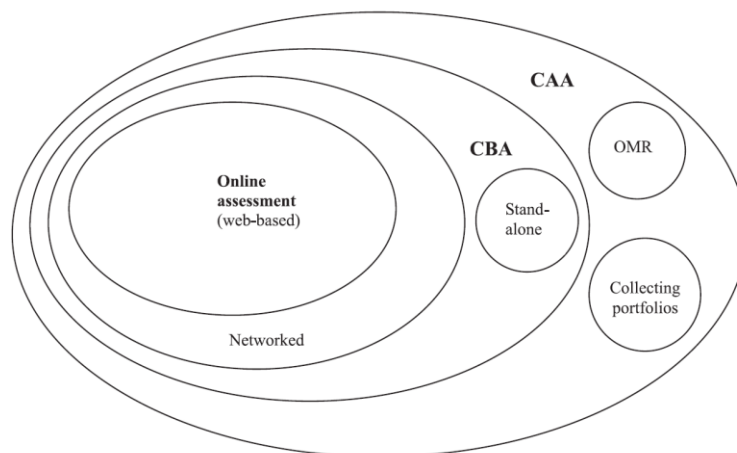 CAA
OMR
CBA
Online
assessment
(web-based)
Stand-
alone
Collecting
portfolios
Networked